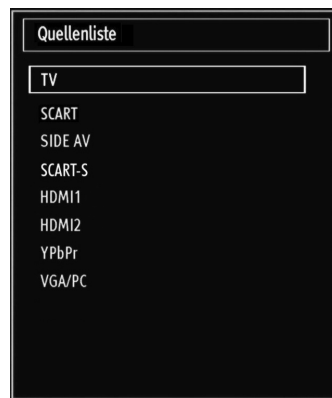 Quellenliste
TV
SCART
SIDE AV
SCART-S
HDMI1
HDMI2
YPbPr
VGA/PC